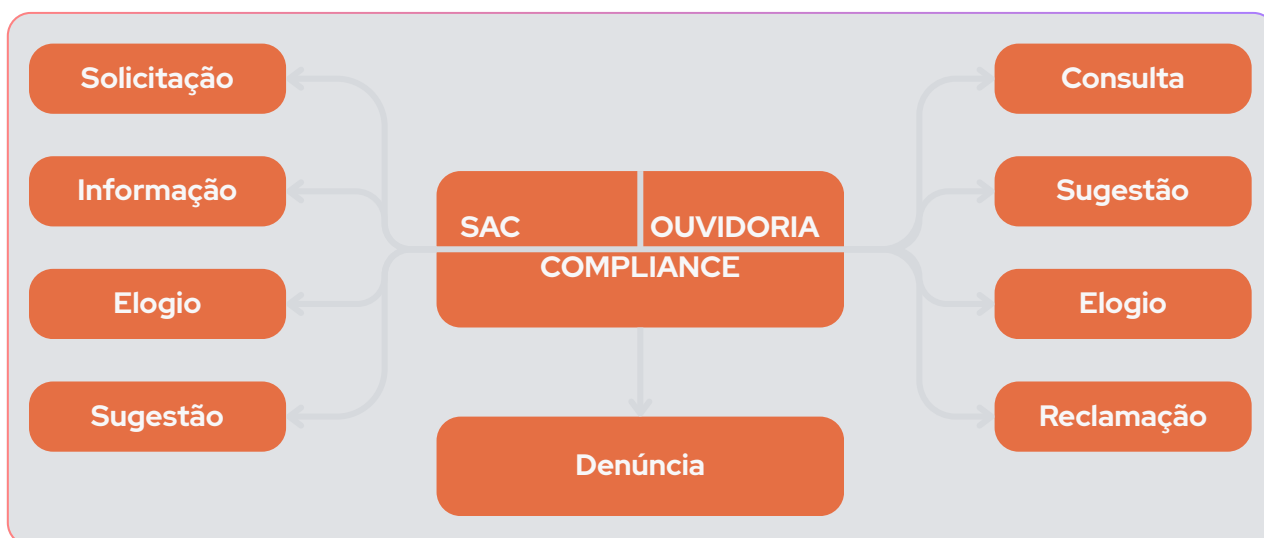 Solicitação
Informação
Elogio
Sugestão
SAC
OUVIDORIA
COMPLIANCE
Denúncia
Consulta
Sugestão
Elogio
Reclamação